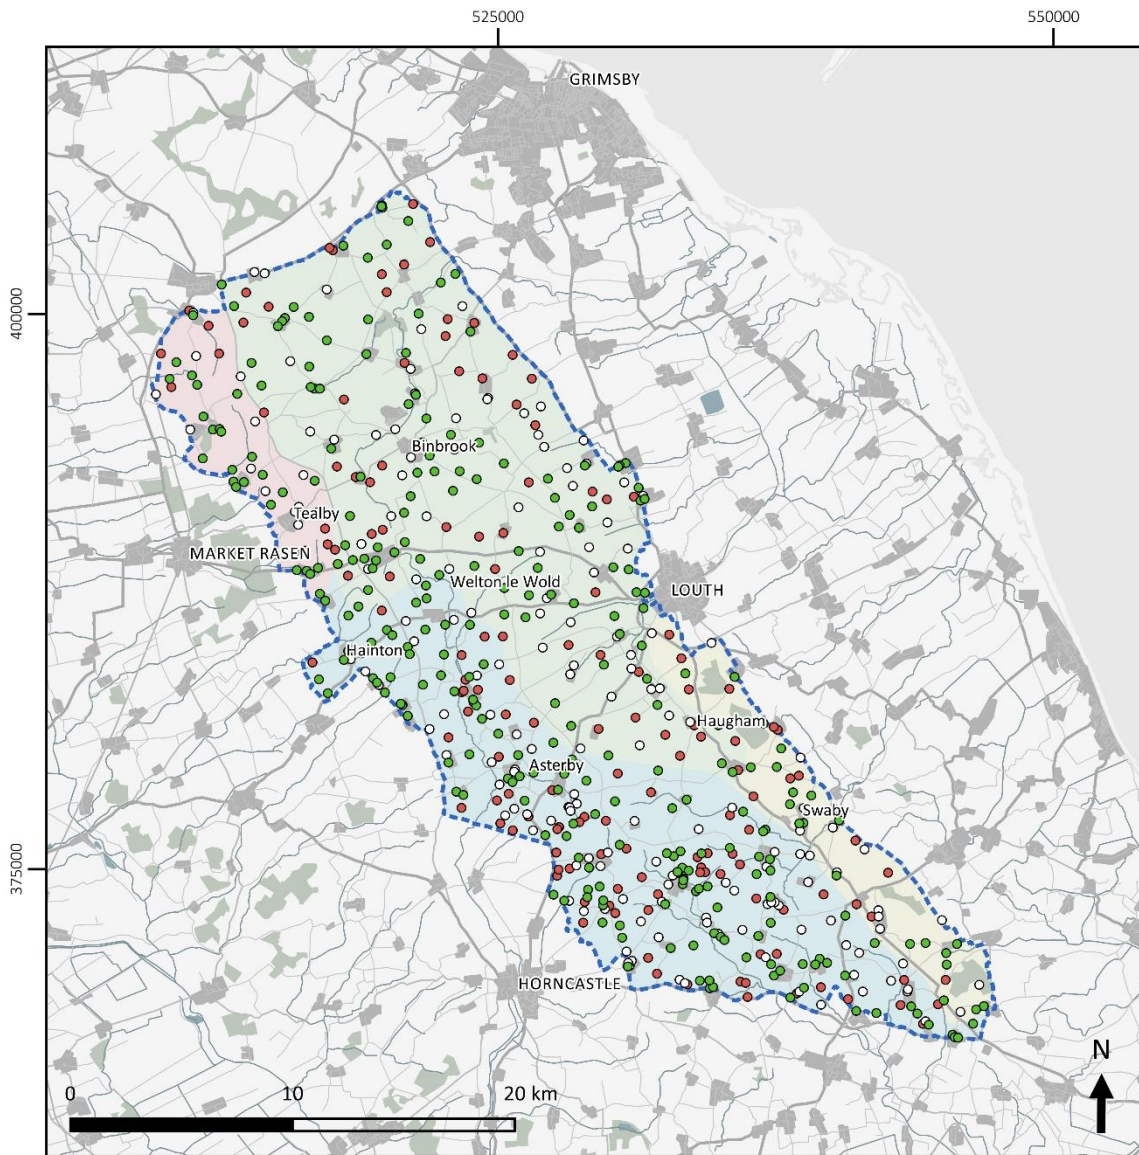 525000
550000
GRIMSBY
400000
Binbrook
Tealby
MARKET RASEN
Welton le Wold
LOUTH
Hainton
Haugham
Asterby
Swaby
375000
HORNCASTLE
N
0
10
20 km